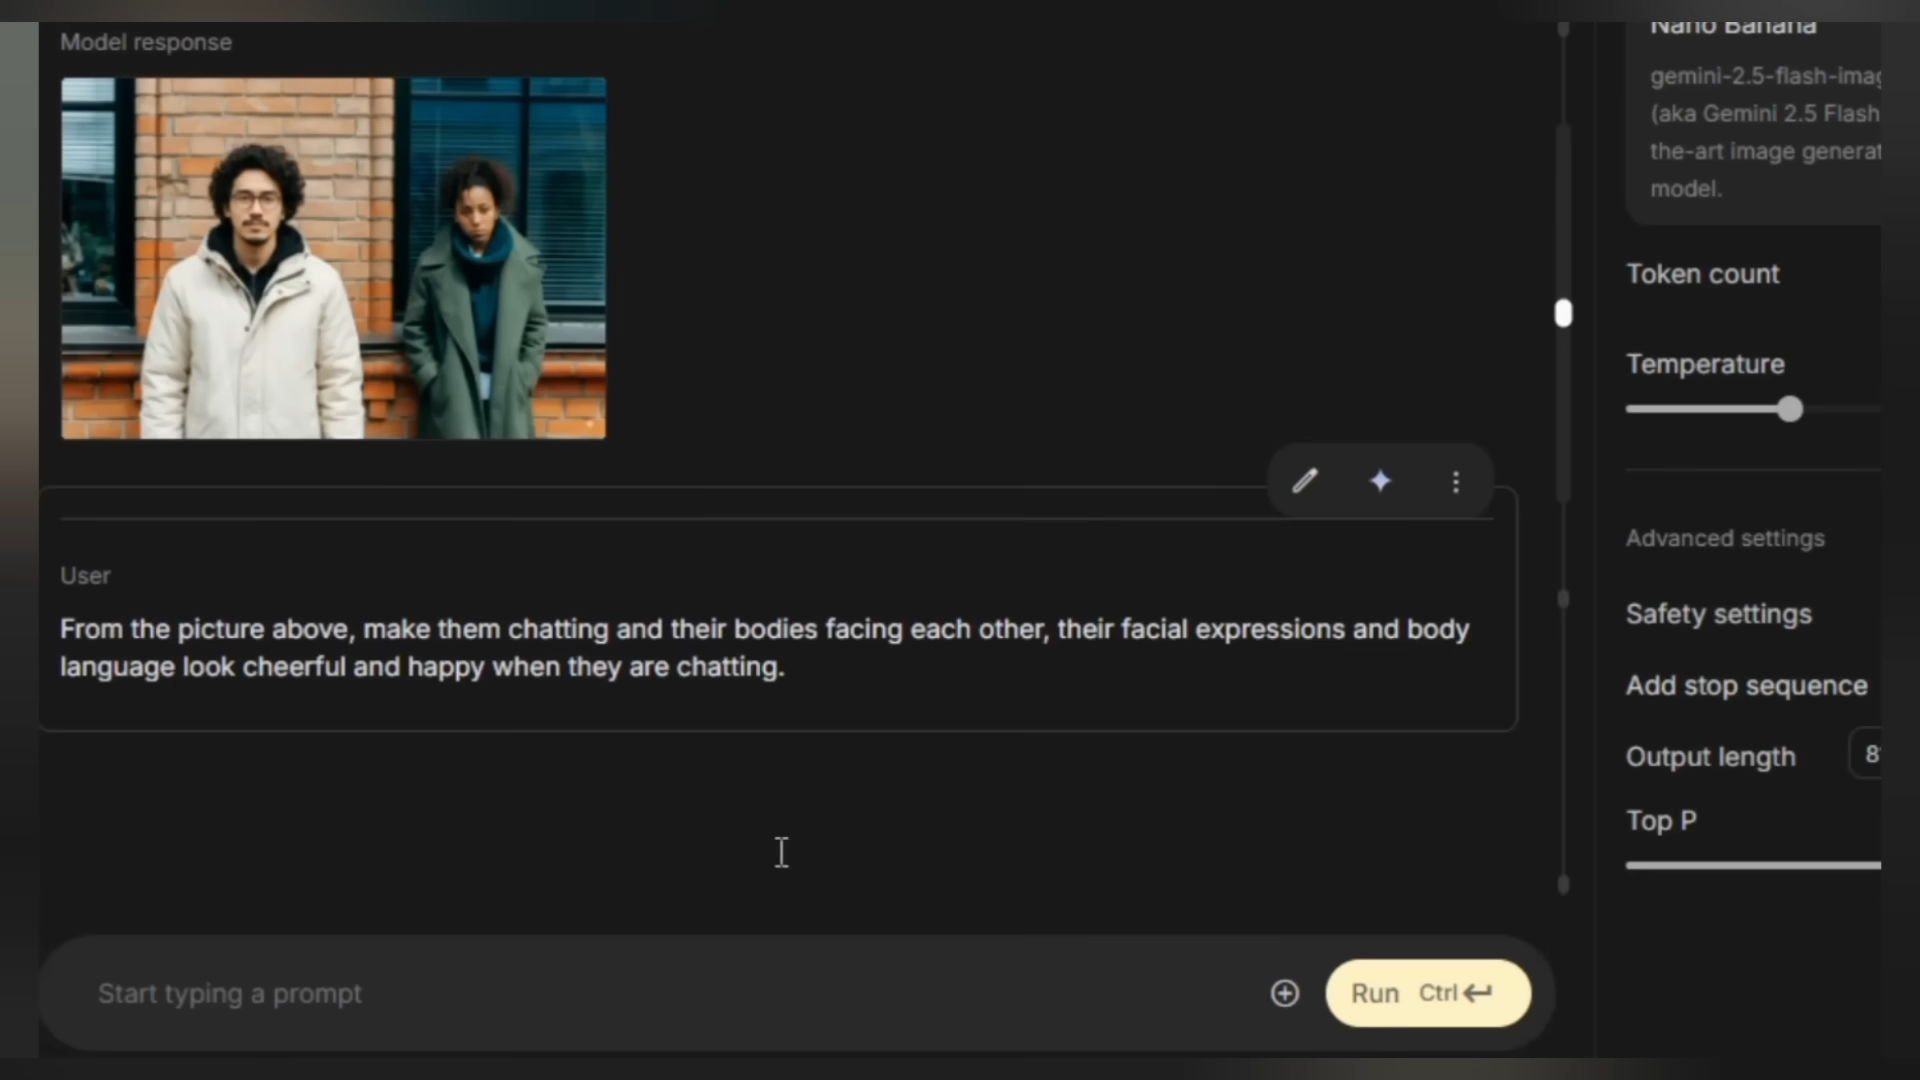 Model response
User
From the picture above, make them chatting and their bodies facing each other, their facial expressions and body
language look cheerful and happy when they are chatting.
Start typing a prompt
Run Ctrl
Nano Banana
gemini-2.5-flash-imag
(aka Gemini 2.5 Flash
the-art image generat
model.
Token count
Temperature
Advanced settings
Safety settings
Add stop sequence
Output length
Top P